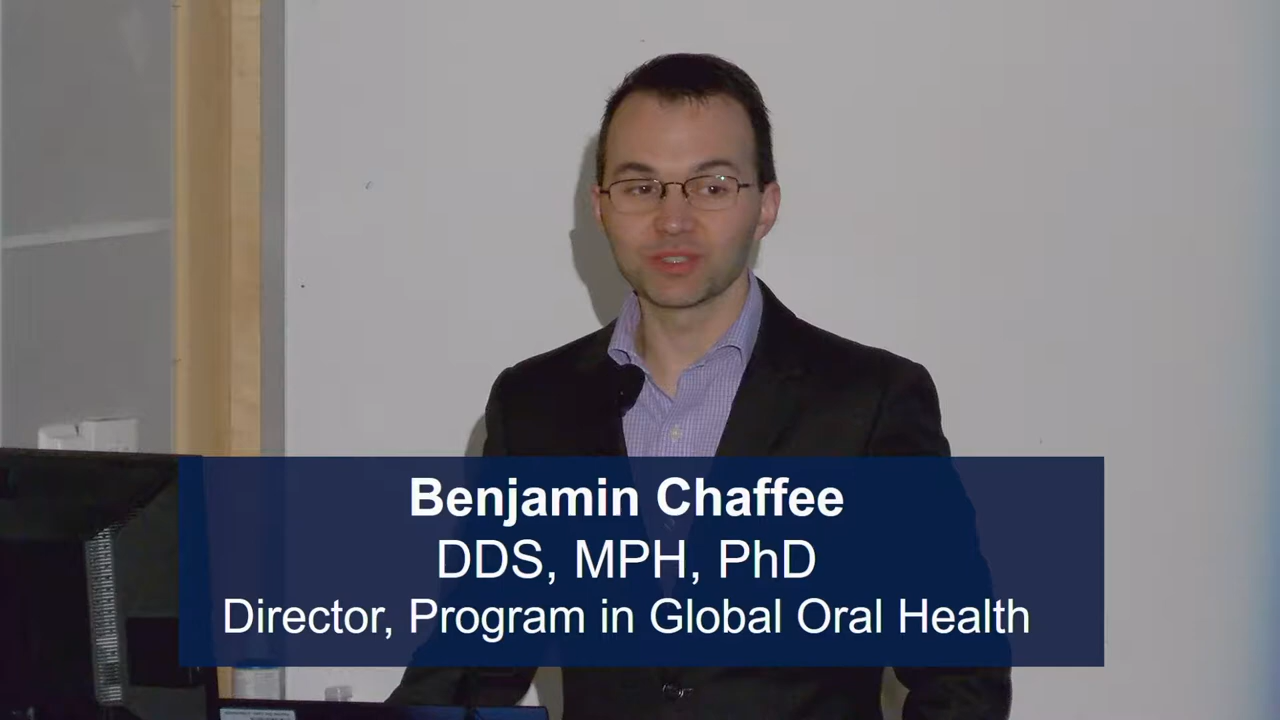 Benjamin Chaffee
DDS, MPH, PhD
Director, Program in Global Oral Health